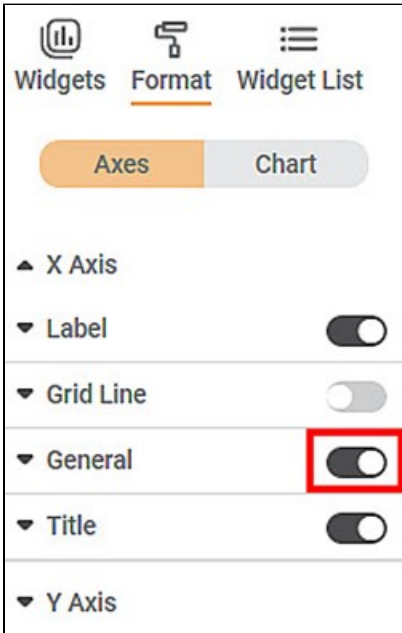 Widgets Format Widget List
Axes Chart
X Axis
Label
Grid Line
General
Title
Y Axis